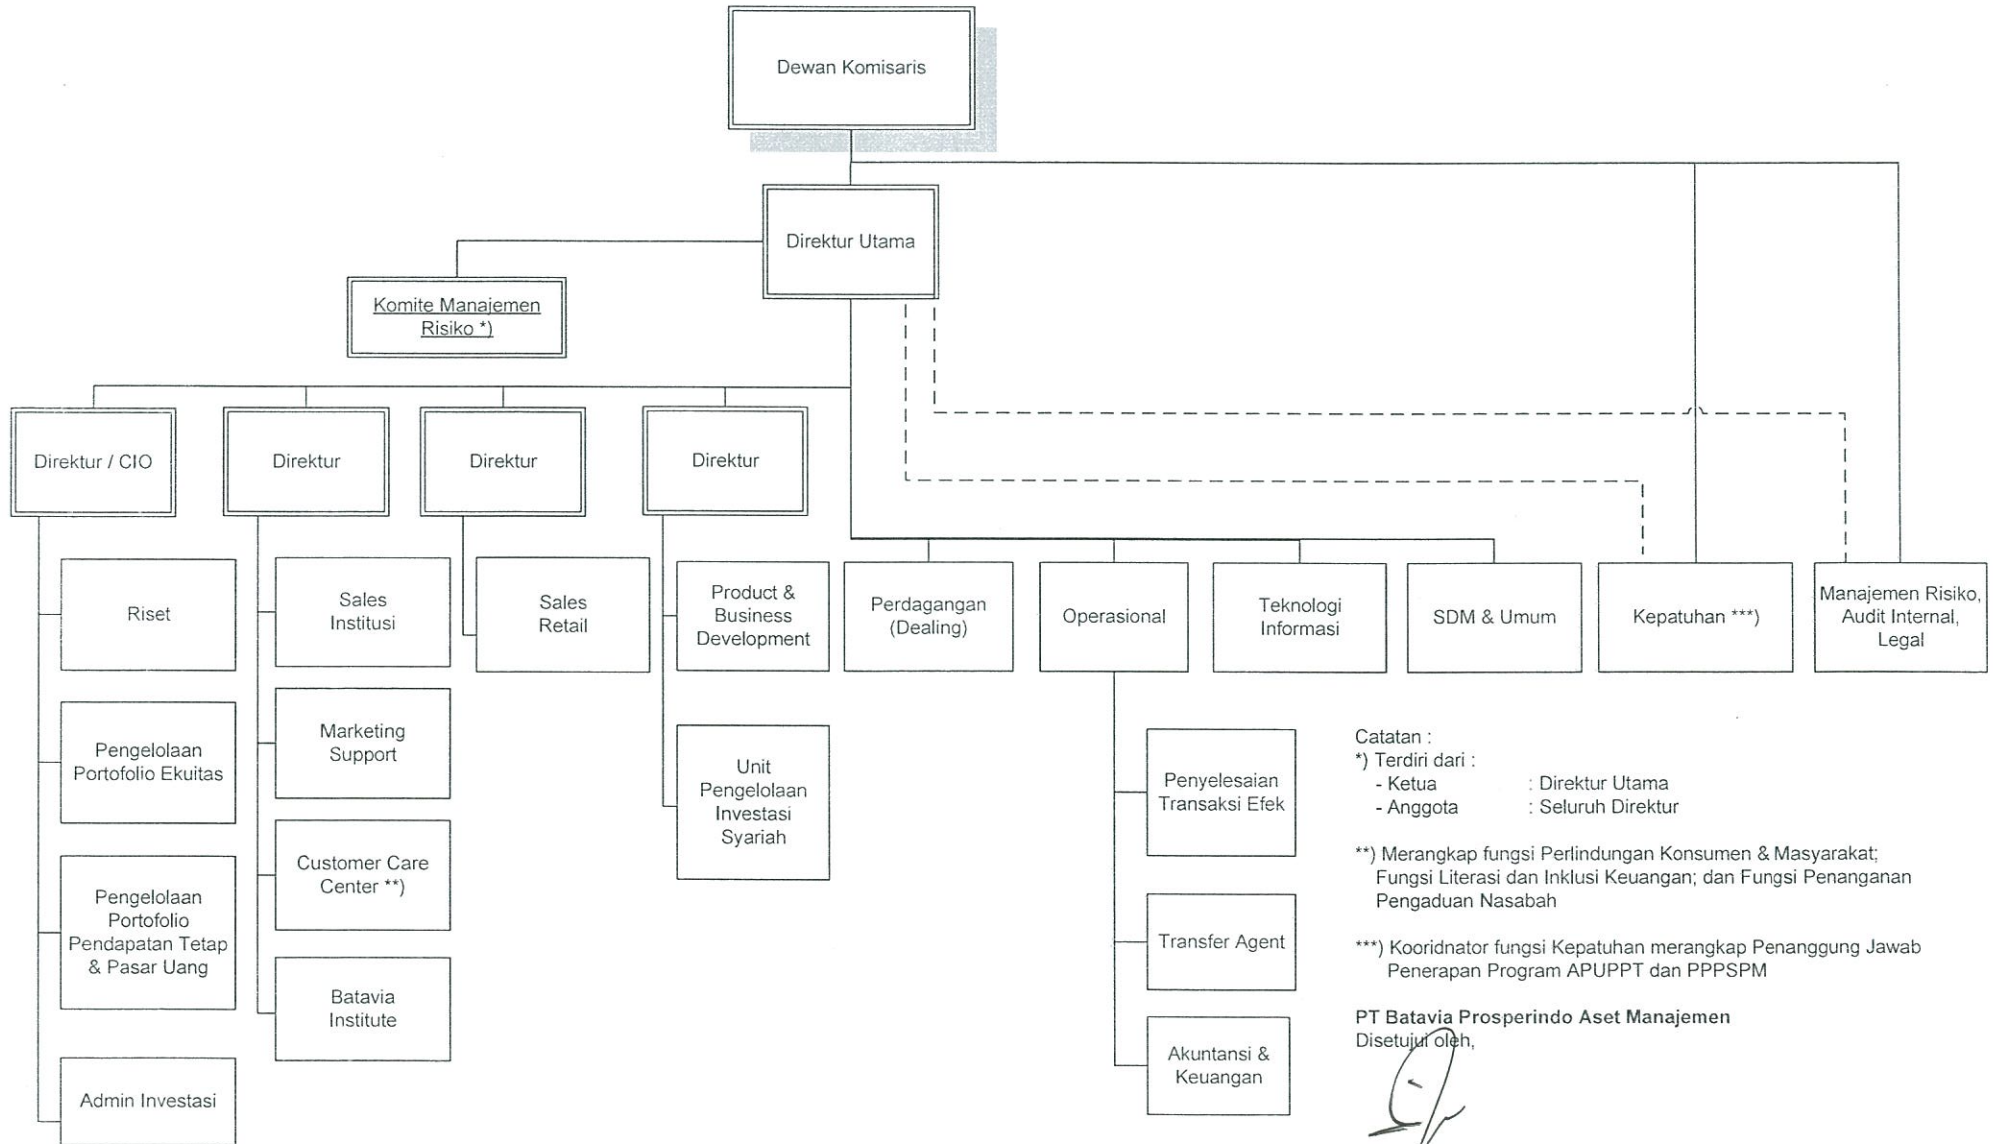 Dewan Komisaris
Direktur Utama
Komite Manajemen
Risiko *)
Direktur / CIO
Direktur
Direktur
Direktur
Riset
Sales
Institusi
Sales
Retail
Product &
Business
Development
Perdagangan
(Dealing)
Operasional
Teknologi
Informasi
SDM & Umum
Kepatuhan ***)
Manajemen Risiko,
Audit Internal,
Legal
Pengelolaan
Portofolio Ekuitas
Marketing
Support
Unit
Pengelolaan
Investasi
Syariah
Penyelesaian
Transaksi Efek
Pengelolaan
Portofolio
Pendapatan Tetap
& Pasar Uang
Customer Care
Center **)
Transfer Agent
Batavia
Institute
Akuntansi &
Keuangan
Admin Investasi
Catatan :
*) Terdiri dari :
- Ketua : Direktur Utama
- Anggota : Seluruh Direktur
**) Merangkap fungsi Perlindungan Konsumen & Masyarakat;
Fungsi Literasi dan Inklusi Keuangan; dan Fungsi Penanganan
Pengaduan Nasabah
***) Kooridnator fungsi Kepatuhan merangkap Penanggung Jawab
Penerapan Program APUPPT dan PPPSPM
PT Batavia Prosperindo Aset Manajemen
Disetujui oleh,